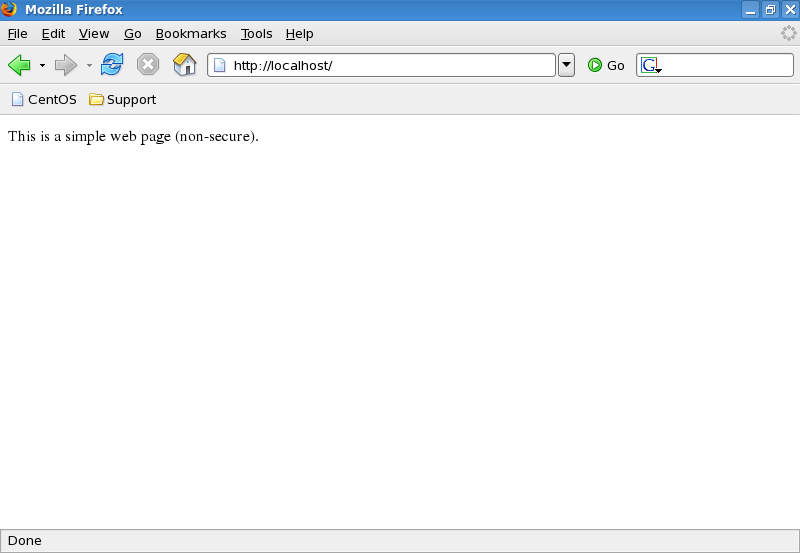 Mozilla Firefox
File Edit View Go Bookmarks Tools Help
http://localhost/ Go G
CentOS Support
This is a simple web page (non-secure).
Done